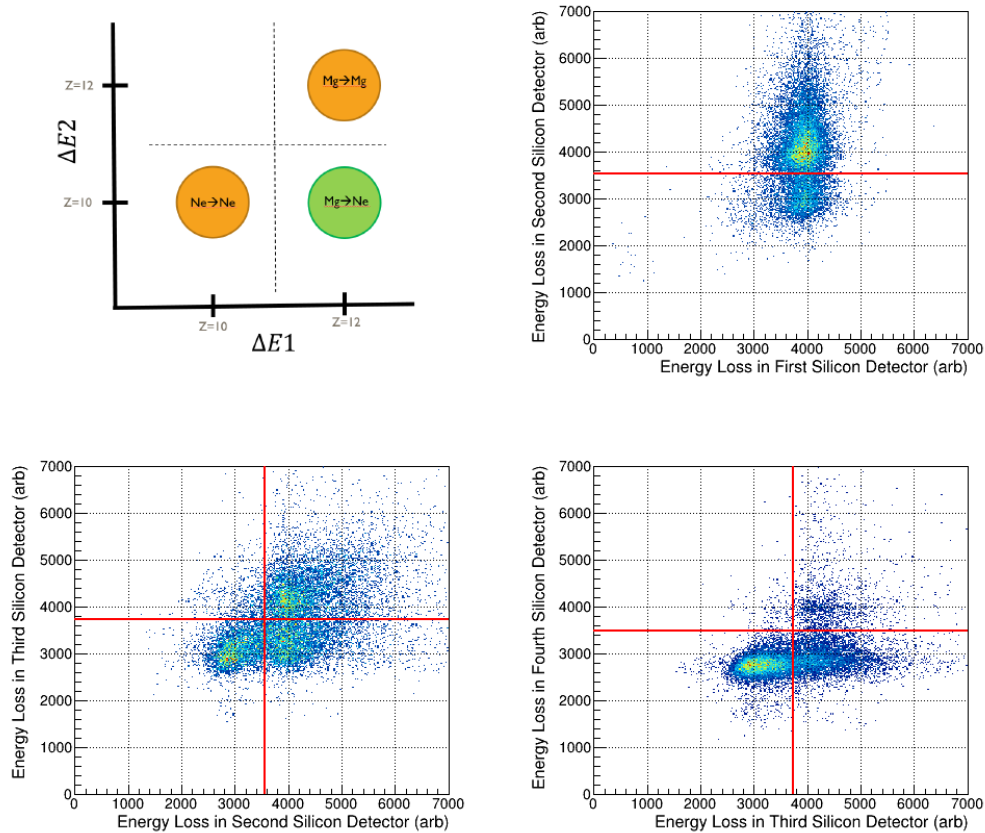 Z=12
Mg→Mg
ΔE2
Z=10
Ne→Ne
Mg→Ne
Z=10
Z=12
ΔE1
Energy Loss in Second Silicon Detector (arb)
7000
6000
5000
4000
3000
2000
1000
0
0 1000 2000 3000 4000 5000 6000 7000
Energy Loss in First Silicon Detector (arb)
Energy Loss in Third Silicon Detector (arb)
7000
6000
5000
4000
3000
2000
1000
0
0 1000 2000 3000 4000 5000 6000 7000
Energy Loss in Second Silicon Detector (arb)
Energy Loss in Fourth Silicon Detector (arb)
7000
6000
5000
4000
3000
2000
1000
0
0 1000 2000 3000 4000 5000 6000 7000
Energy Loss in Third Silicon Detector (arb)